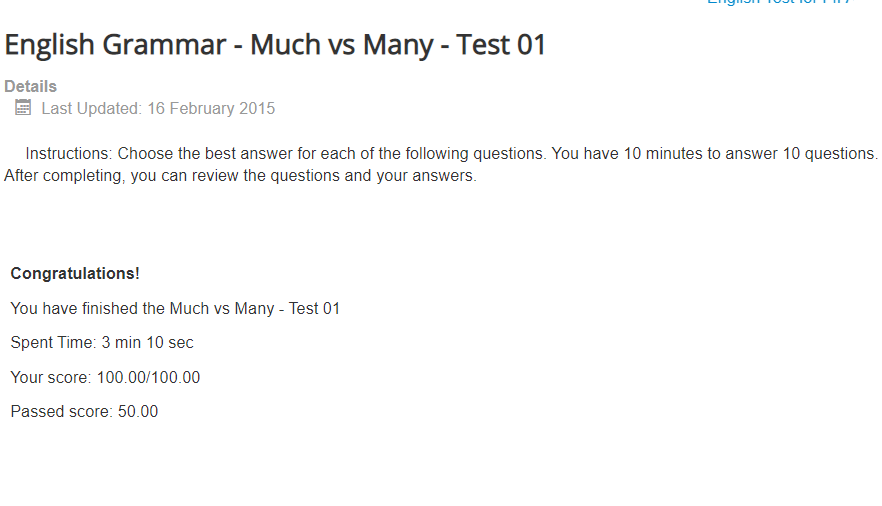 English Test for
English Grammar - Much vs Many - Test 01
Details
Last Updated: 16 February 2015
Instructions: Choose the best answer for each of the following questions. You have 10 minutes to answer 10 questions.
After completing, you can review the questions and your answers.
Congratulations!
You have finished the Much vs Many - Test 01
Spent Time: 3 min 10 sec
Your score: 100.00/100.00
Passed score: 50.00